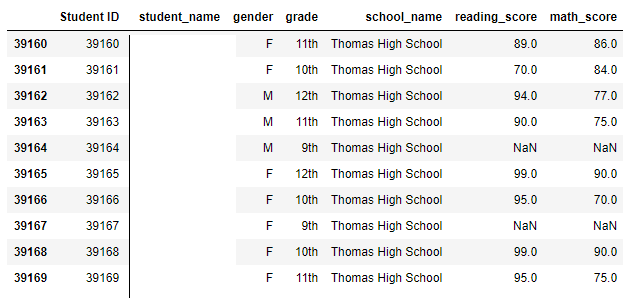 Student ID student_name gender grade school_name reading_score math_score
39160 39160 F 11th Thomas High School 89.0 86.0
39161 39161 F 10th Thomas High School 70.0 84.0
39162 39162 M 12th Thomas High School 94.0 77.0
39163 39163 M 11th Thomas High School 90.0 75.0
39164 39164 M 9th Thomas High School NaN NaN
39165 39165 F 12th Thomas High School 99.0 90.0
39166 39166 F 10th Thomas High School 95.0 70.0
39167 39167 F 9th Thomas High School NaN NaN
39168 39168 F 10th Thomas High School 99.0 90.0
39169 39169 F 11th Thomas High School 95.0 75.0